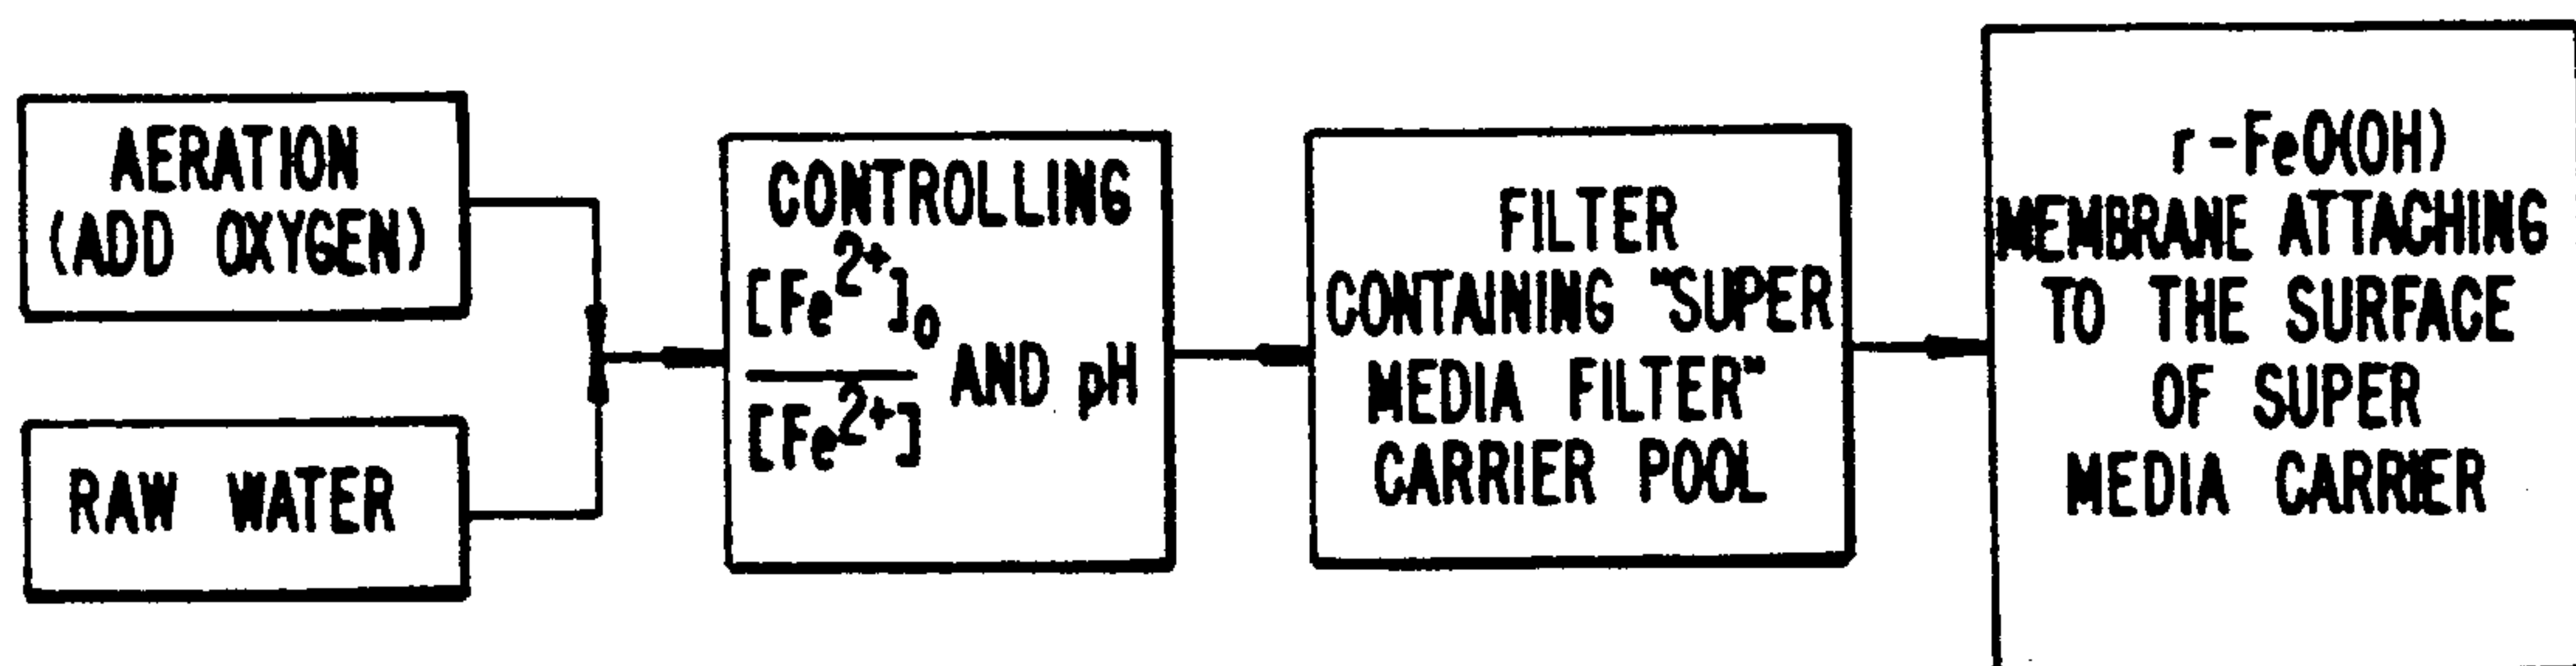 AERATION
(ADD OXYGEN)
RAW WATER
CONTROLLING
[Fe2+]0
AND pH
[Fe2+]
FILTER
CONTAINING "SUPER
MEDIA FILTER"
CARRIER POOL
r-FeO(OH)
MEMBRANE ATTACHING
TO THE SURFACE
OF SUPER
MEDIA CARRIER